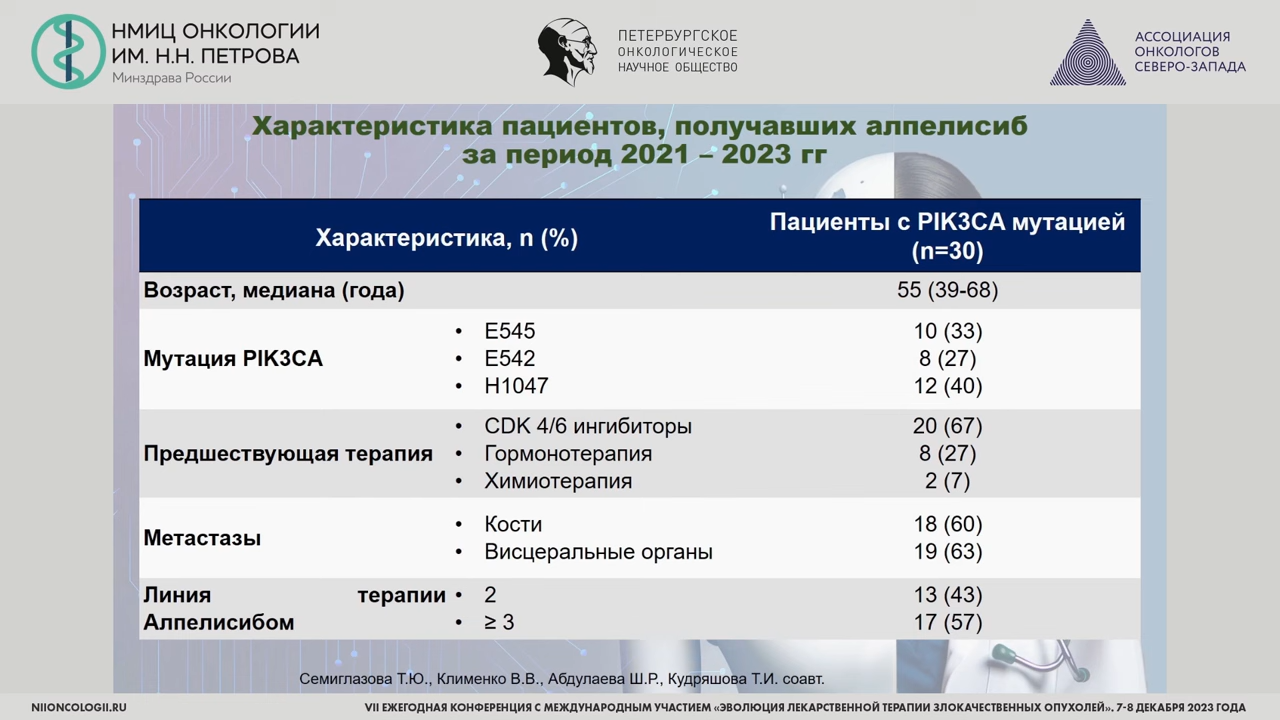 НМИЦ ОНКОЛОГИИ
ИМ. Н.Н. ПЕТРОВА
Минздрава России
ПЕТЕРБУРГСКОЕ
ОНКОЛОГИЧЕСКОЕ
НАУЧНОЕ ОБЩЕСТВО
АССОЦИАЦИЯ
ОНКОЛОГОВ
СЕВЕРО-ЗАПАДА
Характеристика пациентов, получавших алпелисиб
за период 2021 – 2023 гг
Характеристика, n (%)
Пациенты с PIK3CA мутацией
(n=30)
Возраст, медиана (года) 55 (39-68)
Мутация PIK3CA
• E545 10 (33)
• E542 8 (27)
• H1047 12 (40)
Предшествующая терапия
• CDK 4/6 ингибиторы 20 (67)
• Гормонотерапия 8 (27)
• Химиотерапия 2 (7)
Метастазы
• Кости 18 (60)
• Висцеральные органы 19 (63)
Линия терапии • 2 13 (43)
Алпелисибом • ≥ 3 17 (57)
Семиглазова Т.Ю., Клименко В.В., Абдулаева Ш.Р., Кудряшова Т.И. соавт.
NIIONCOLOGII.RU
VII ЕЖЕГОДНАЯ КОНФЕРЕНЦИЯ С МЕЖДУНАРОДНЫМ УЧАСТИЕМ «ЭВОЛЮЦИЯ ЛЕКАРСТВЕННОЙ ТЕРАПИИ ЗЛОКАЧЕСТВЕННЫХ ОПУХОЛЕЙ». 7-8 ДЕКАБРЯ 2023 ГОДА